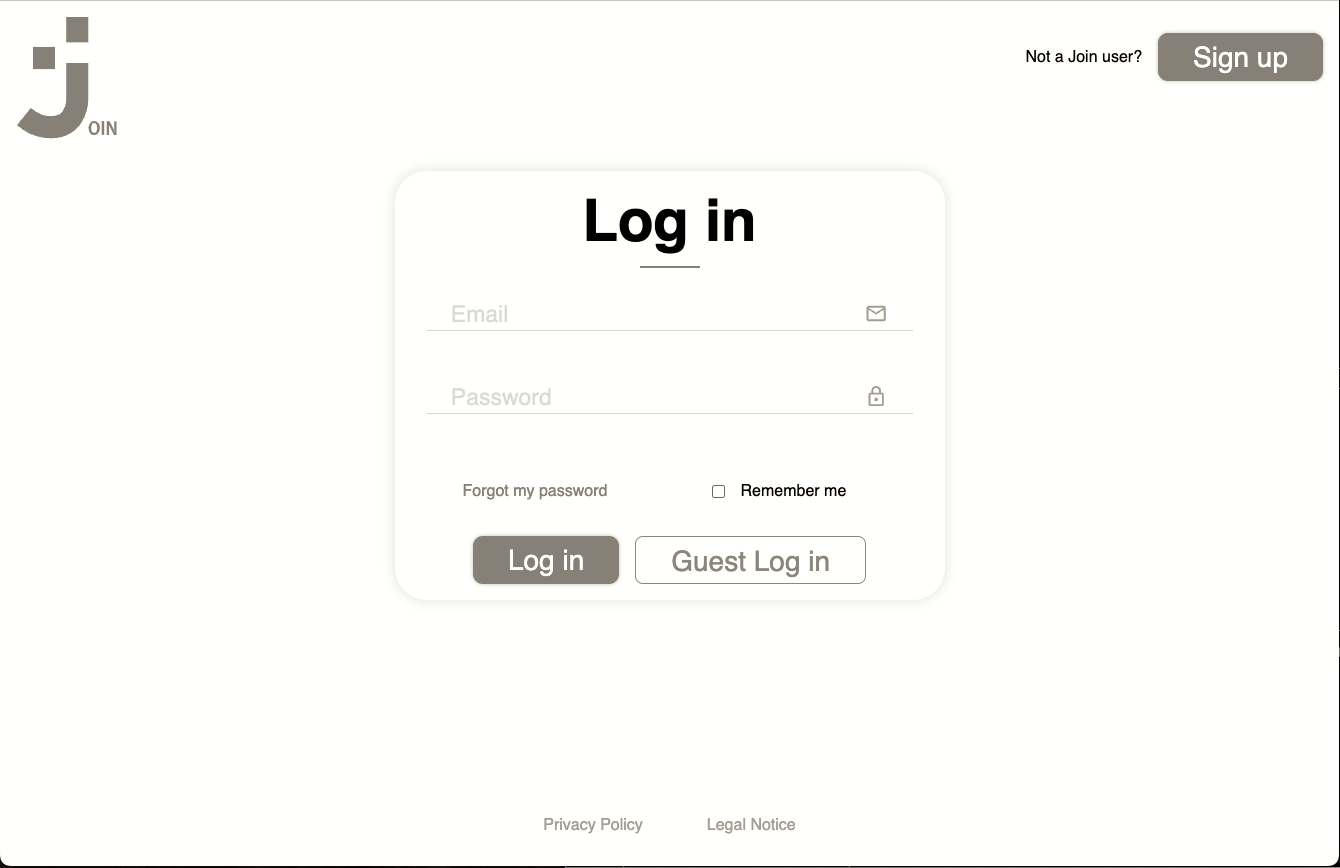 JOIN
Not a Join user? Sign up
Log in
Email
Password
Forgot my password Remember me
Log in Guest Log in
Privacy Policy Legal Notice